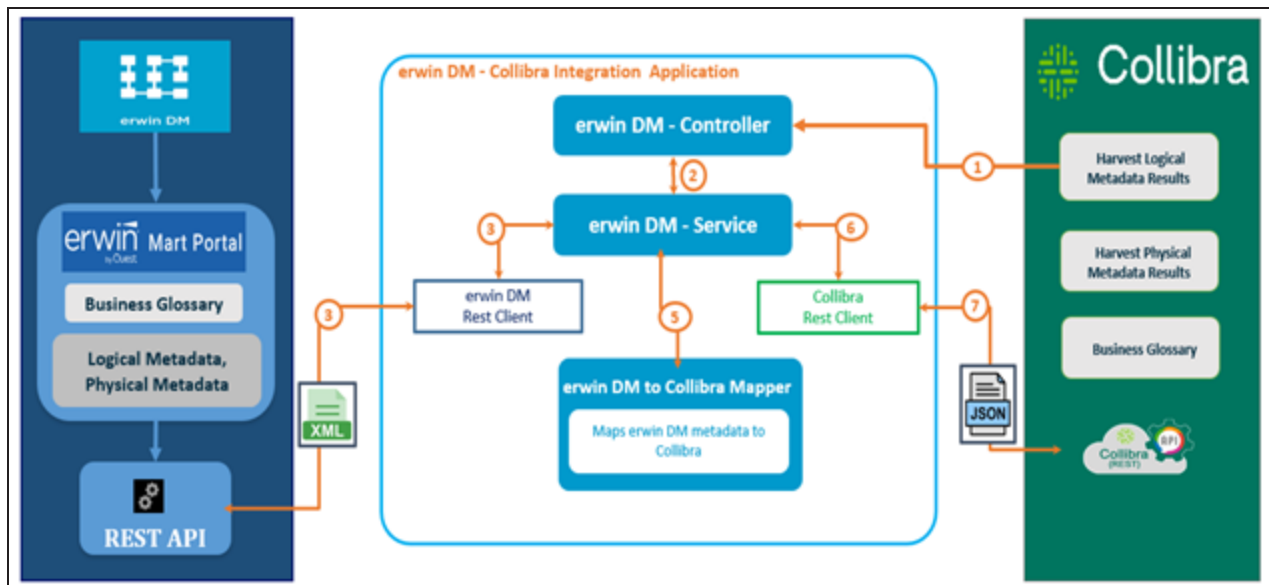 erwin DM
erwin
by Quest
Mart Portal
Business Glossary
Logical Metadata,
Physical Metadata
REST API
3
XML
erwin DM - Collibra Integration Application
erwin DM - Controller
2
erwin DM - Service
3
6
erwin DM
Rest Client
Collibra
Rest Client
5
erwin DM to Collibra Mapper
Maps erwin DM metadata to
Collibra
1
7
JSON
Collibra
Harvest Logical
Metadata Results
Harvest Physical
Metadata Results
Business Glossary
Collibra
(REST)
API